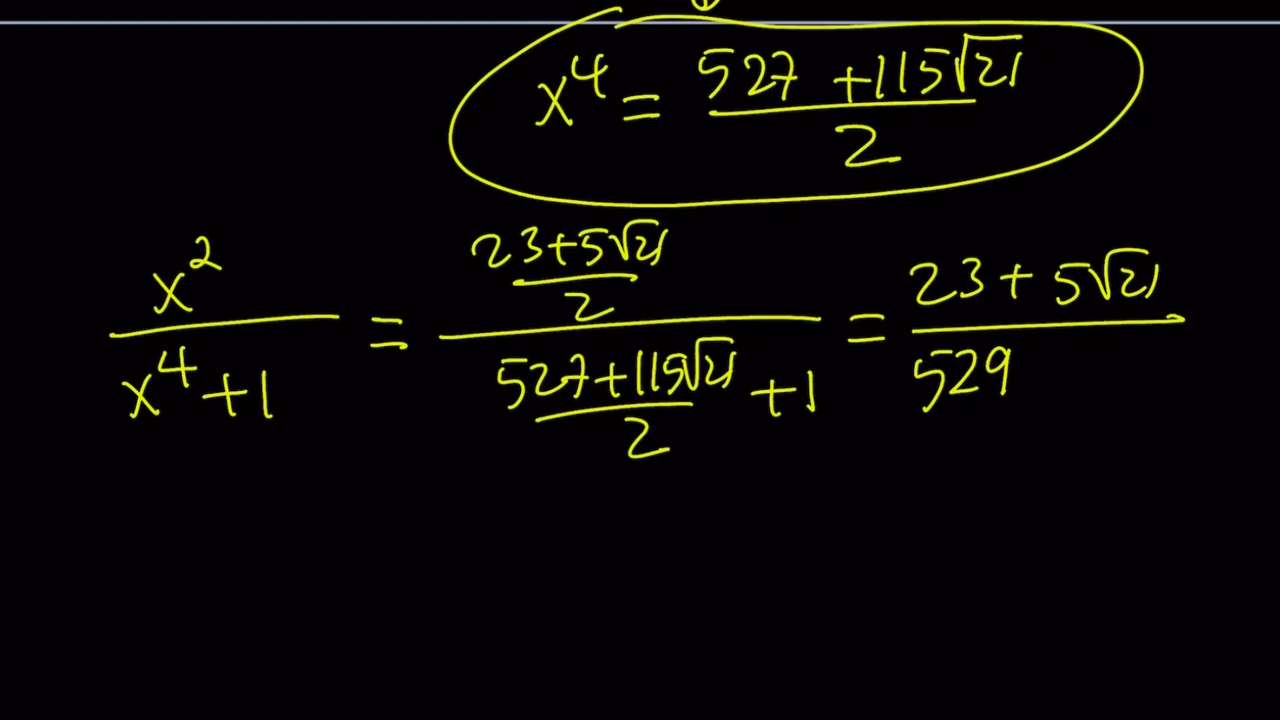 x^4 = (527 + 115√21)/2
x^2/(x^4+1) = ((23+5√21)/2)/((527+115√21)/2 + 1) = (23 + 5√21)/529